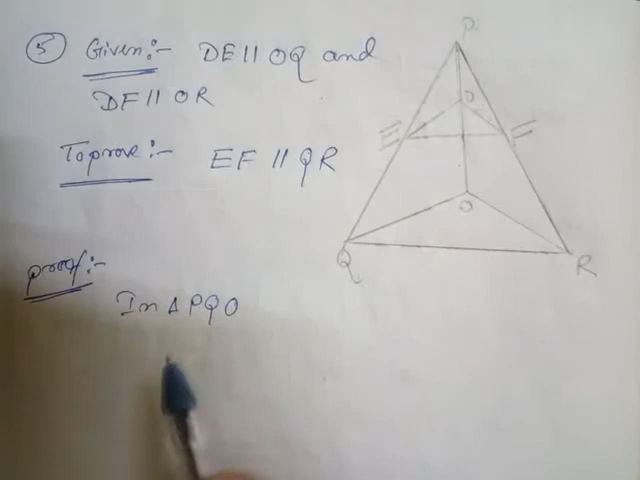 5 Given:- DE || OQ and
DF || OR
To prove:- EF || QR
proof:-
In Δ PQO
P
D
E
F
O
Q
R